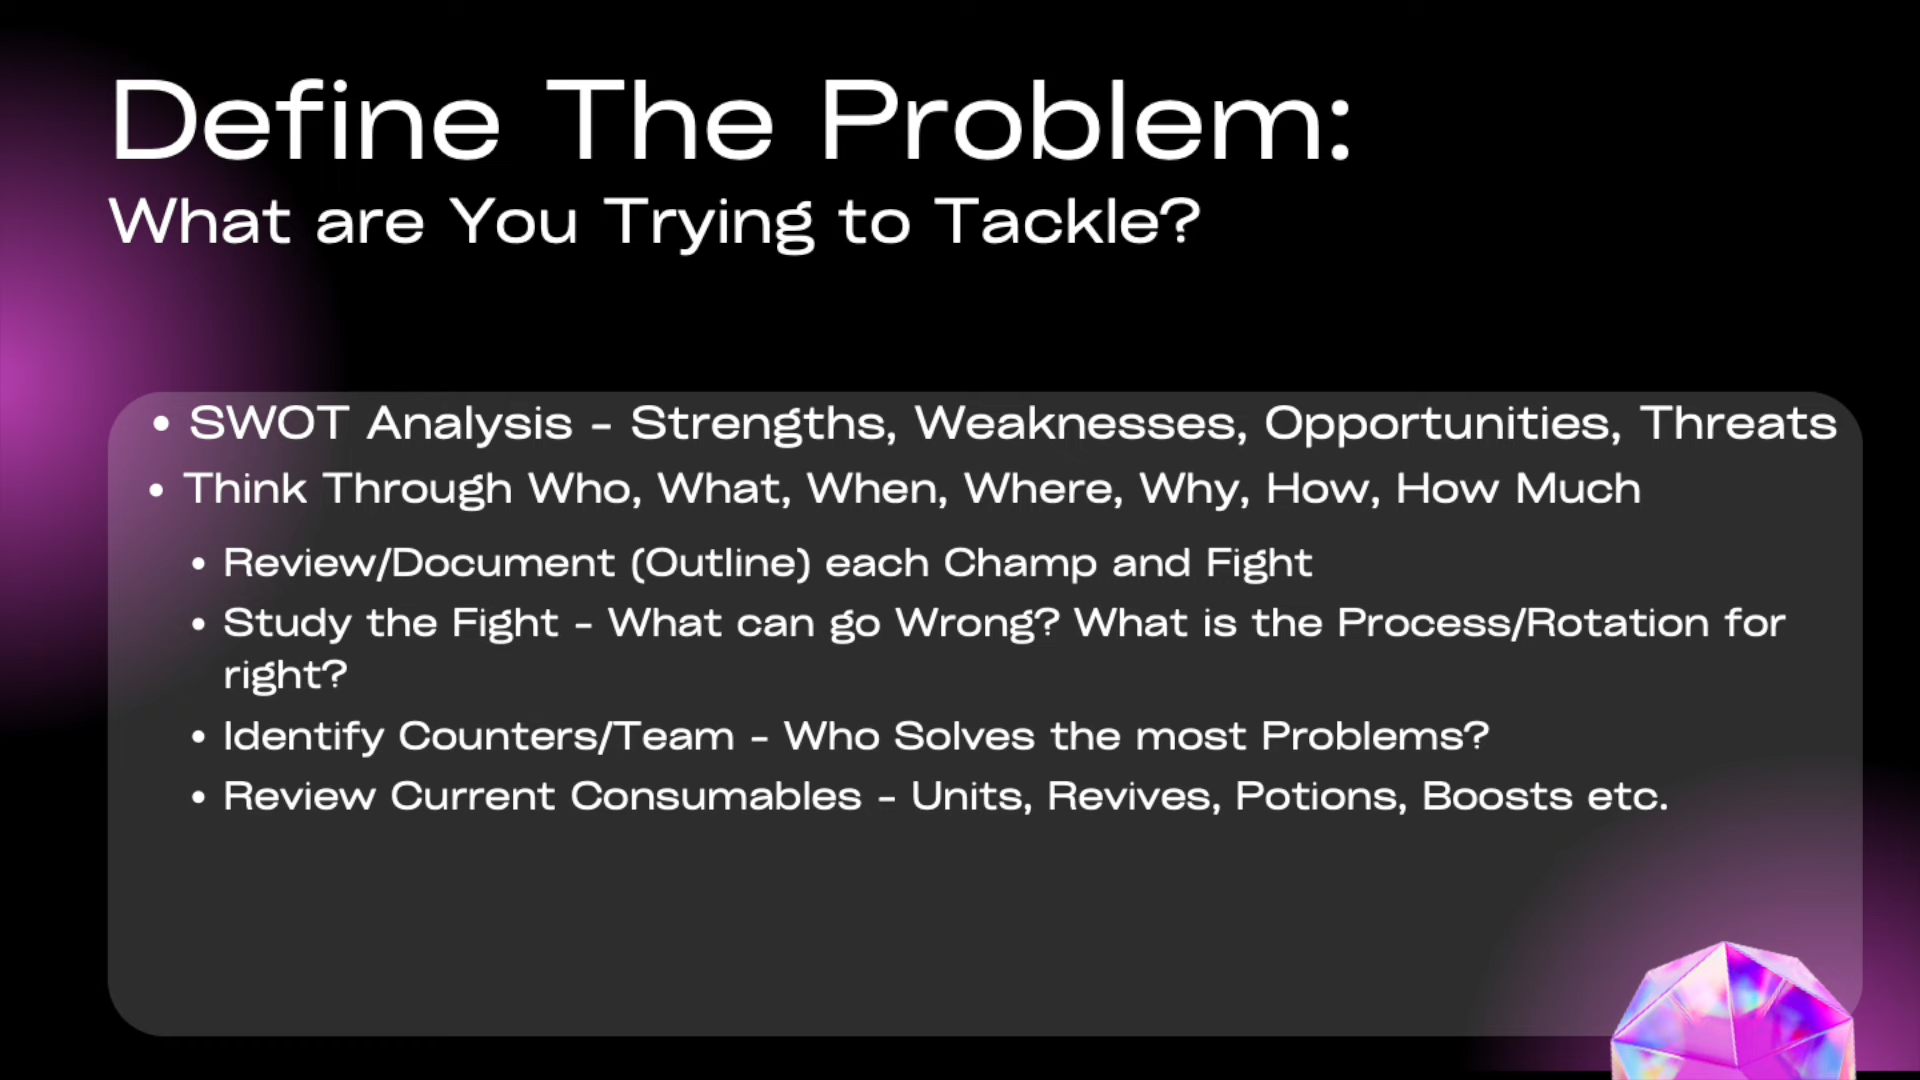 Define The Problem:
What are You Trying to Tackle?
• SWOT Analysis - Strengths, Weaknesses, Opportunities, Threats
• Think Through Who, What, When, Where, Why, How, How Much
• Review/Document (Outline) each Champ and Fight
• Study the Fight - What can go Wrong? What is the Process/Rotation for
right?
• Identify Counters/Team - Who Solves the most Problems?
• Review Current Consumables - Units, Revives, Potions, Boosts etc.